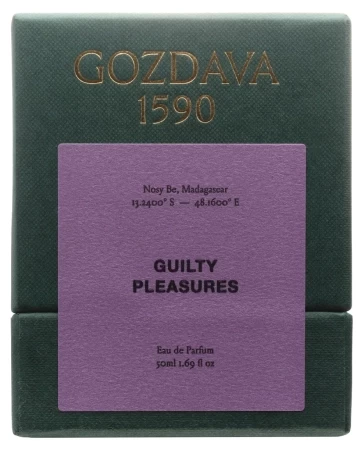 GOZDAVA
1590
Nosy Be, Madagascar
13.2400° S — 48.1600° E
GUILTY
PLEASURES
Eau de Parfum
50ml 1.69 fl oz